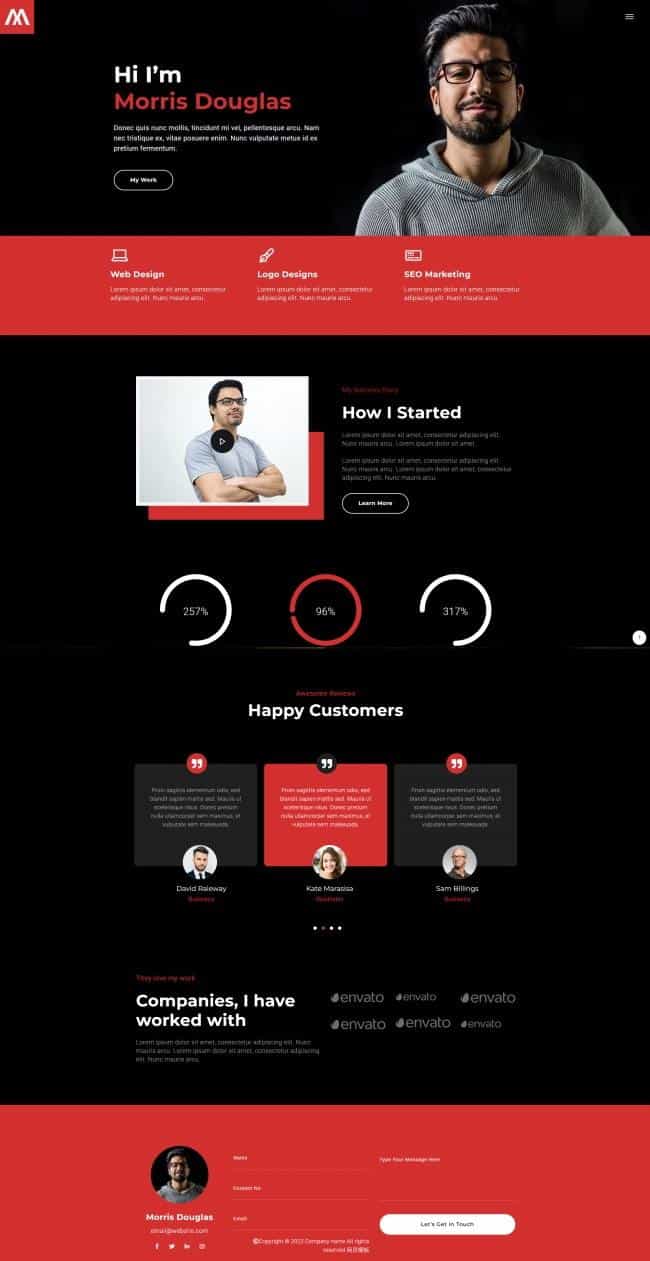 Hi I’m
Morris Douglas
Donec quis nunc mollis, tincidunt mi vel, pellentesque arcu. Nam
nec tristique ex, vitae posuere enim. Nunc vulputate metus id ex
pretium fermentum.
My Work
Web Design
Lorem ipsum dolor sit amet, consectetur
adipiscing elit. Nunc mauris arcu.
Logo Designs
Lorem ipsum dolor sit amet, consectetur
adipiscing elit. Nunc mauris arcu.
SEO Marketing
Lorem ipsum dolor sit amet, consectetur
adipiscing elit. Nunc mauris arcu.
My Success Story
How I Started
Lorem ipsum dolor sit amet, consectetur adipiscing elit.
Nunc mauris arcu. Lorem ipsum dolor sit amet.
Lorem ipsum dolor sit amet, consectetur adipiscing elit.
Nunc mauris arcu. Lorem ipsum dolor sit amet, consectetur
adipiscing elit. Nunc mauris arcu.
Learn More
257%
96%
317%
Awesome Reviews
Happy Customers
Proin sagittis elementum odio, sed
blandit sapien mattis sed. Mauris ut
scelerisque risus. Donec pretium
nulla ullamcorper sem maximus, at
vulputate sem malesuada.
David Raleway
Business
Proin sagittis elementum odio, sed
blandit sapien mattis sed. Mauris ut
scelerisque risus. Donec pretium
nulla ullamcorper sem maximus, at
vulputate sem malesuada.
Kate Marasisa
Proin sagittis elementum odio, sed
blandit sapien mattis sed. Mauris ut
scelerisque risus. Donec pretium
nulla ullamcorper sem maximus, at
vulputate sem malesuada.
Sam Billings
Business
They love my work
Companies, I have
worked with
Lorem ipsum dolor sit amet, consectetur adipiscing elit. Nunc
mauris arcu. Lorem ipsum dolor sit amet, consectetur adipiscing
elit. Nunc mauris arcu.
envato envato envato
envato envato envato
Morris Douglas
email@website.com
Name
Contact No
Email
©Copyright © 2022 Company name All rights
reserved 网页模板
Type Your Message Here
Let's Get In Touch